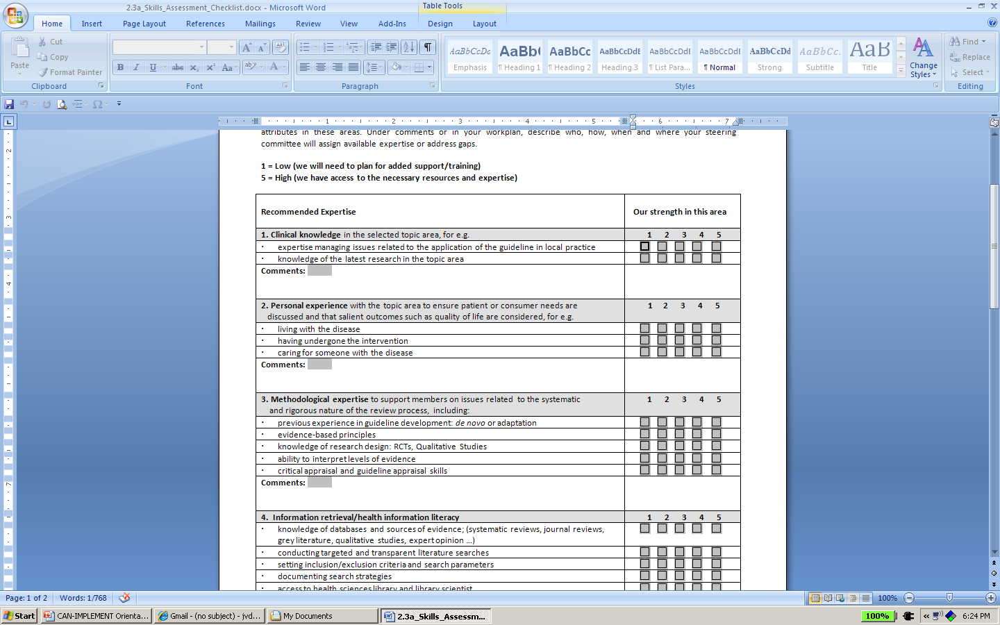 2.3a_Skills_Assessment_Checklist.docx - Microsoft Word
Table Tools
Home Insert Page Layout References Mailings Review View Add-Ins Design Layout
Paste
Cut
Copy
Format Painter
Clipboard
B I U abc X₂ X² Aa
Font
Paragraph
AaBbCcDc AaBb( AaBbCc AaBbCcDdE AaBbCcDdE AaBbCcDdE AaBbCcDd AaBbCc. AaB
Emphasis ¶ Heading 1 ¶ Heading 2 Heading 3 ¶ List Para... ¶ Normal Strong Subtitle Title
Change Styles
Styles
Find
Replace
Select
Editing
1 2 3 4 5 6 7
attributes in these areas. Under comments or in your workplan, describe who, how, when and where your steering
committee will assign available expertise or address gaps.
1 = Low (we will need to plan for added support/training)
5 = High (we have access to the necessary resources and expertise)
Recommended Expertise Our strength in this area
1. Clinical knowledge in the selected topic area, for e.g. 1 2 3 4 5
· expertise managing issues related to the application of the guideline in local practice
· knowledge of the latest research in the topic area
Comments:
2. Personal experience with the topic area to ensure patient or consumer needs are 1 2 3 4 5
discussed and that salient outcomes such as quality of life are considered, for e.g.
· living with the disease
· having undergone the intervention
· caring for someone with the disease
Comments:
3. Methodological expertise to support members on issues related to the systematic 1 2 3 4 5
and rigorous nature of the review process, including:
· previous experience in guideline development: de novo or adaptation
· evidence-based principles
· knowledge of research design: RCTs, Qualitative Studies
· ability to interpret levels of evidence
· critical appraisal and guideline appraisal skills
Comments:
4. Information retrieval/health information literacy 1 2 3 4 5
· knowledge of databases and sources of evidence; (systematic reviews, journal reviews,
grey literature, qualitative studies, expert opinion ...)
· conducting targeted and transparent literature searches
· setting inclusion/exclusion criteria and search parameters
· documenting search strategies
· access to health sciences library and library scientist
Page: 1 of 2 Words: 1/768 100%
Start CAN-IMPLEMENT Orienta... Gmail - (no subject) - jvd... My Documents 2.3a_Skills_Assessm... 100% « 6:24 PM